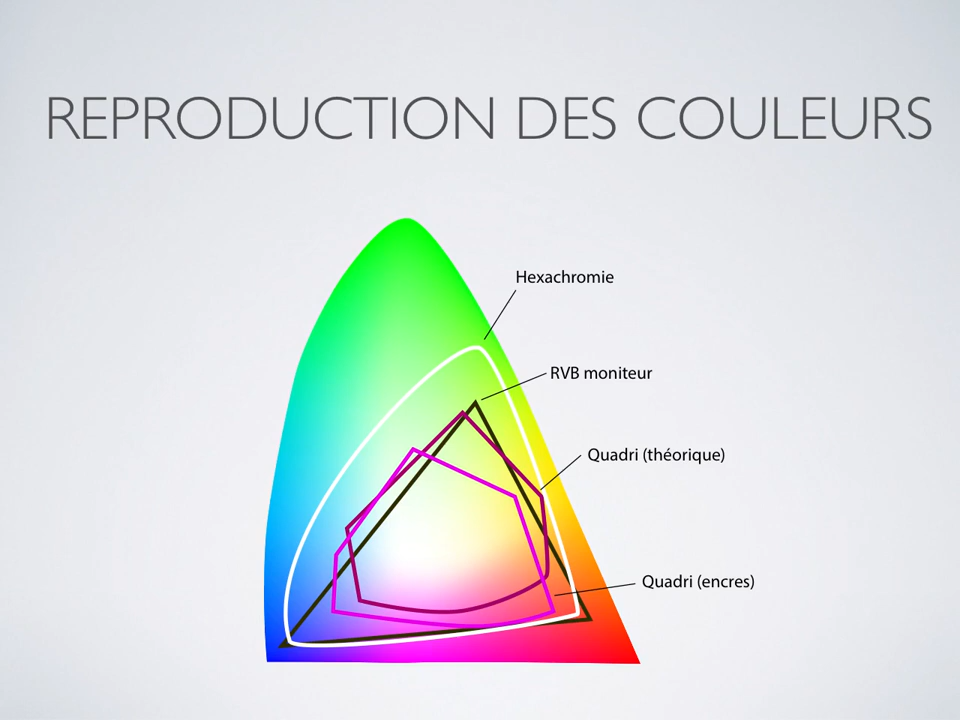 REPRODUCTION DES COULEURS
Hexachromie
RVB moniteur
Quadri (théorique)
Quadri (encres)